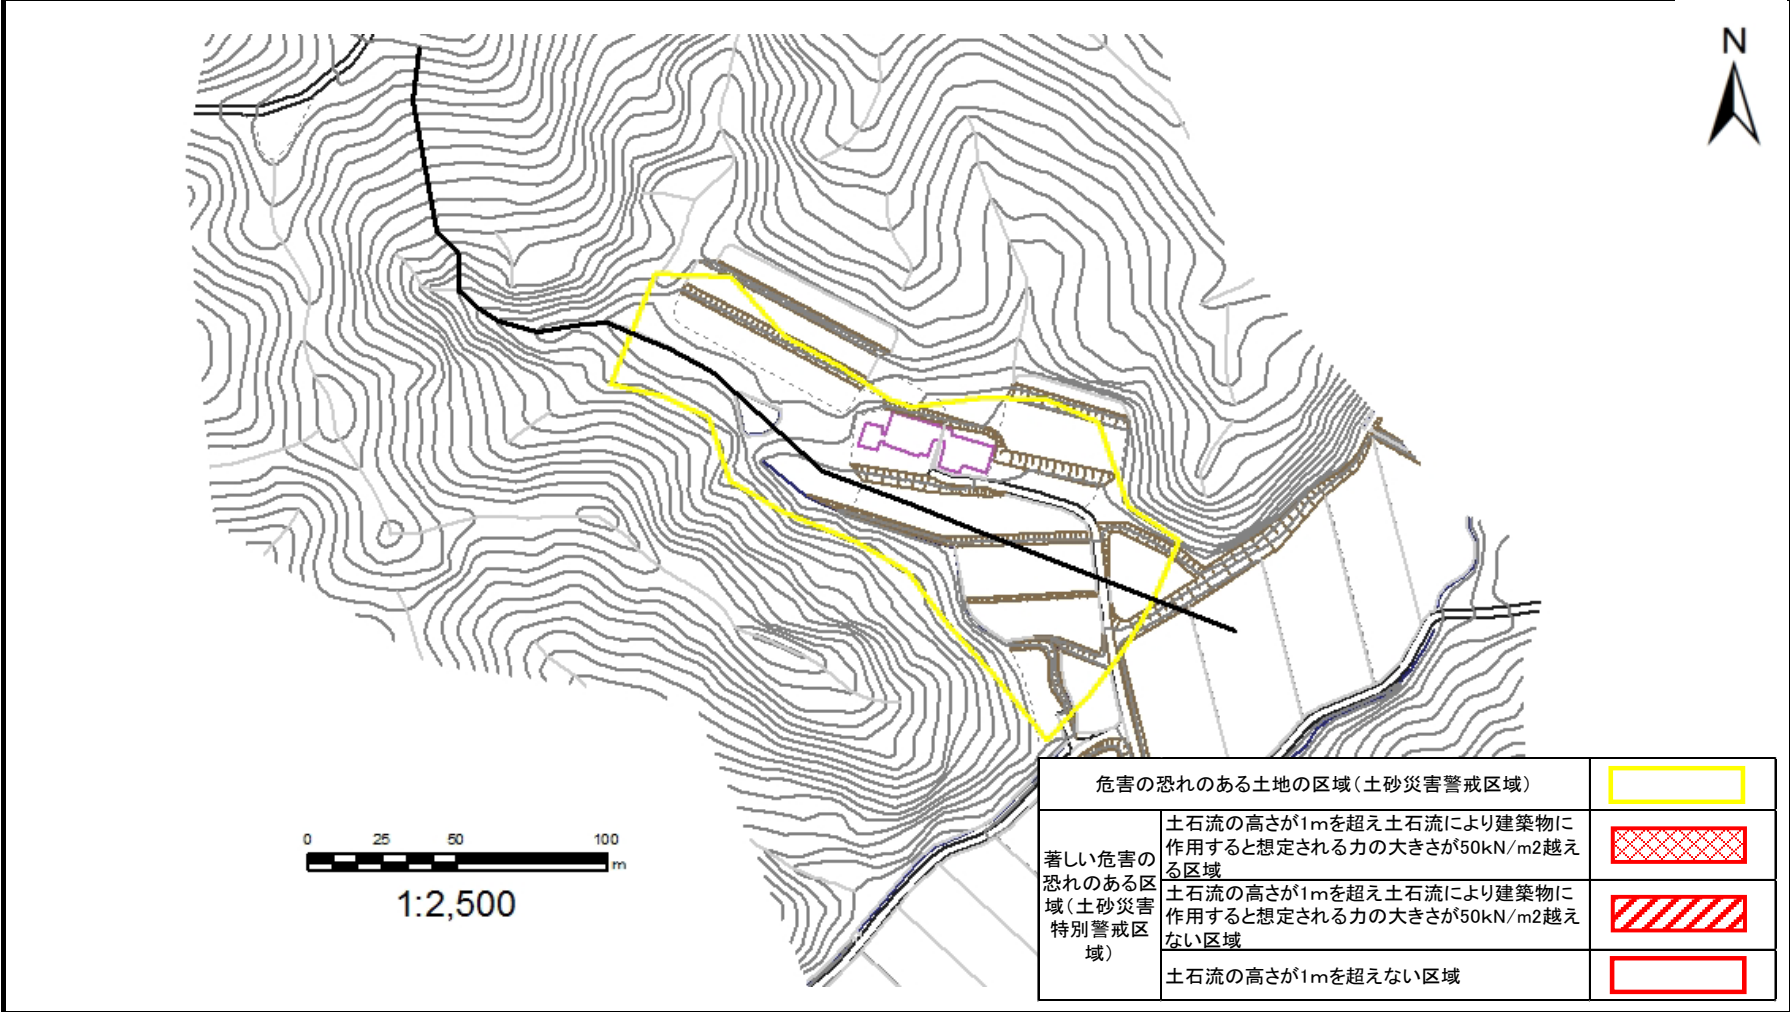 N
0 25 50 100
m
1:2,500
危害の恐れのある土地の区域（土砂災害警戒区域）
著しい危害の
恐れのある区
域（土砂災害
特別警戒区
域）
土石流の高さが1mを超え土石流により建築物に
作用すると想定される力の大きさが50kN/m2越え
る区域
土石流の高さが1mを超え土石流により建築物に
作用すると想定される力の大きさが50kN/m2越え
ない区域
土石流の高さが1mを超えない区域